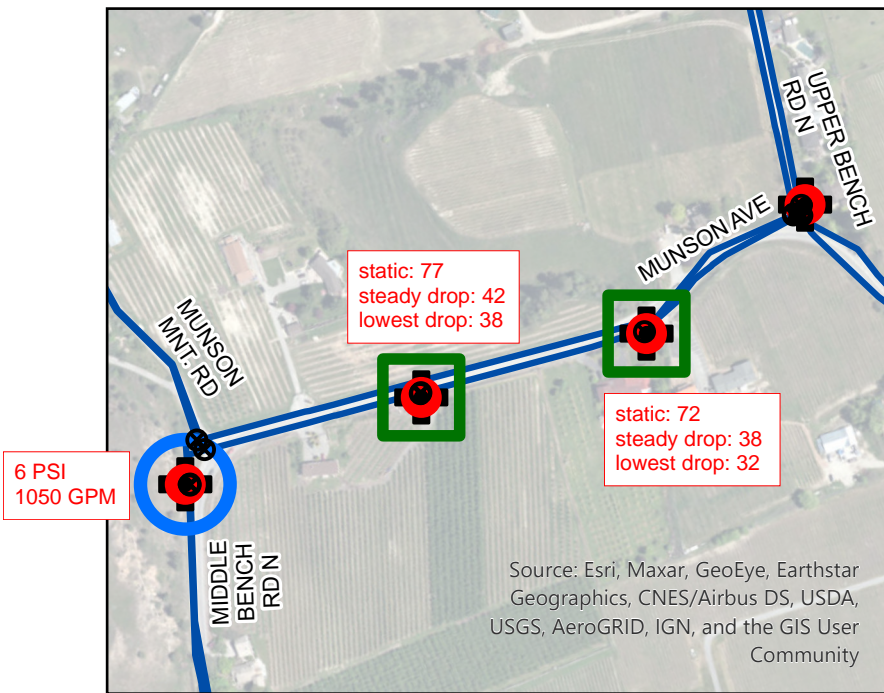 UPPER BENCH
RD N
MUNSON AVE
static: 77
steady drop: 42
lowest drop: 38
MUNSON
MNT. RD
static: 72
steady drop: 38
lowest drop: 32
6 PSI
1050 GPM
MIDDLE
BENCH
RD N
Source: Esri, Maxar, GeoEye, Earthstar
Geographics, CNES/Airbus DS, USDA,
USGS, AeroGRID, IGN, and the GIS User
Community